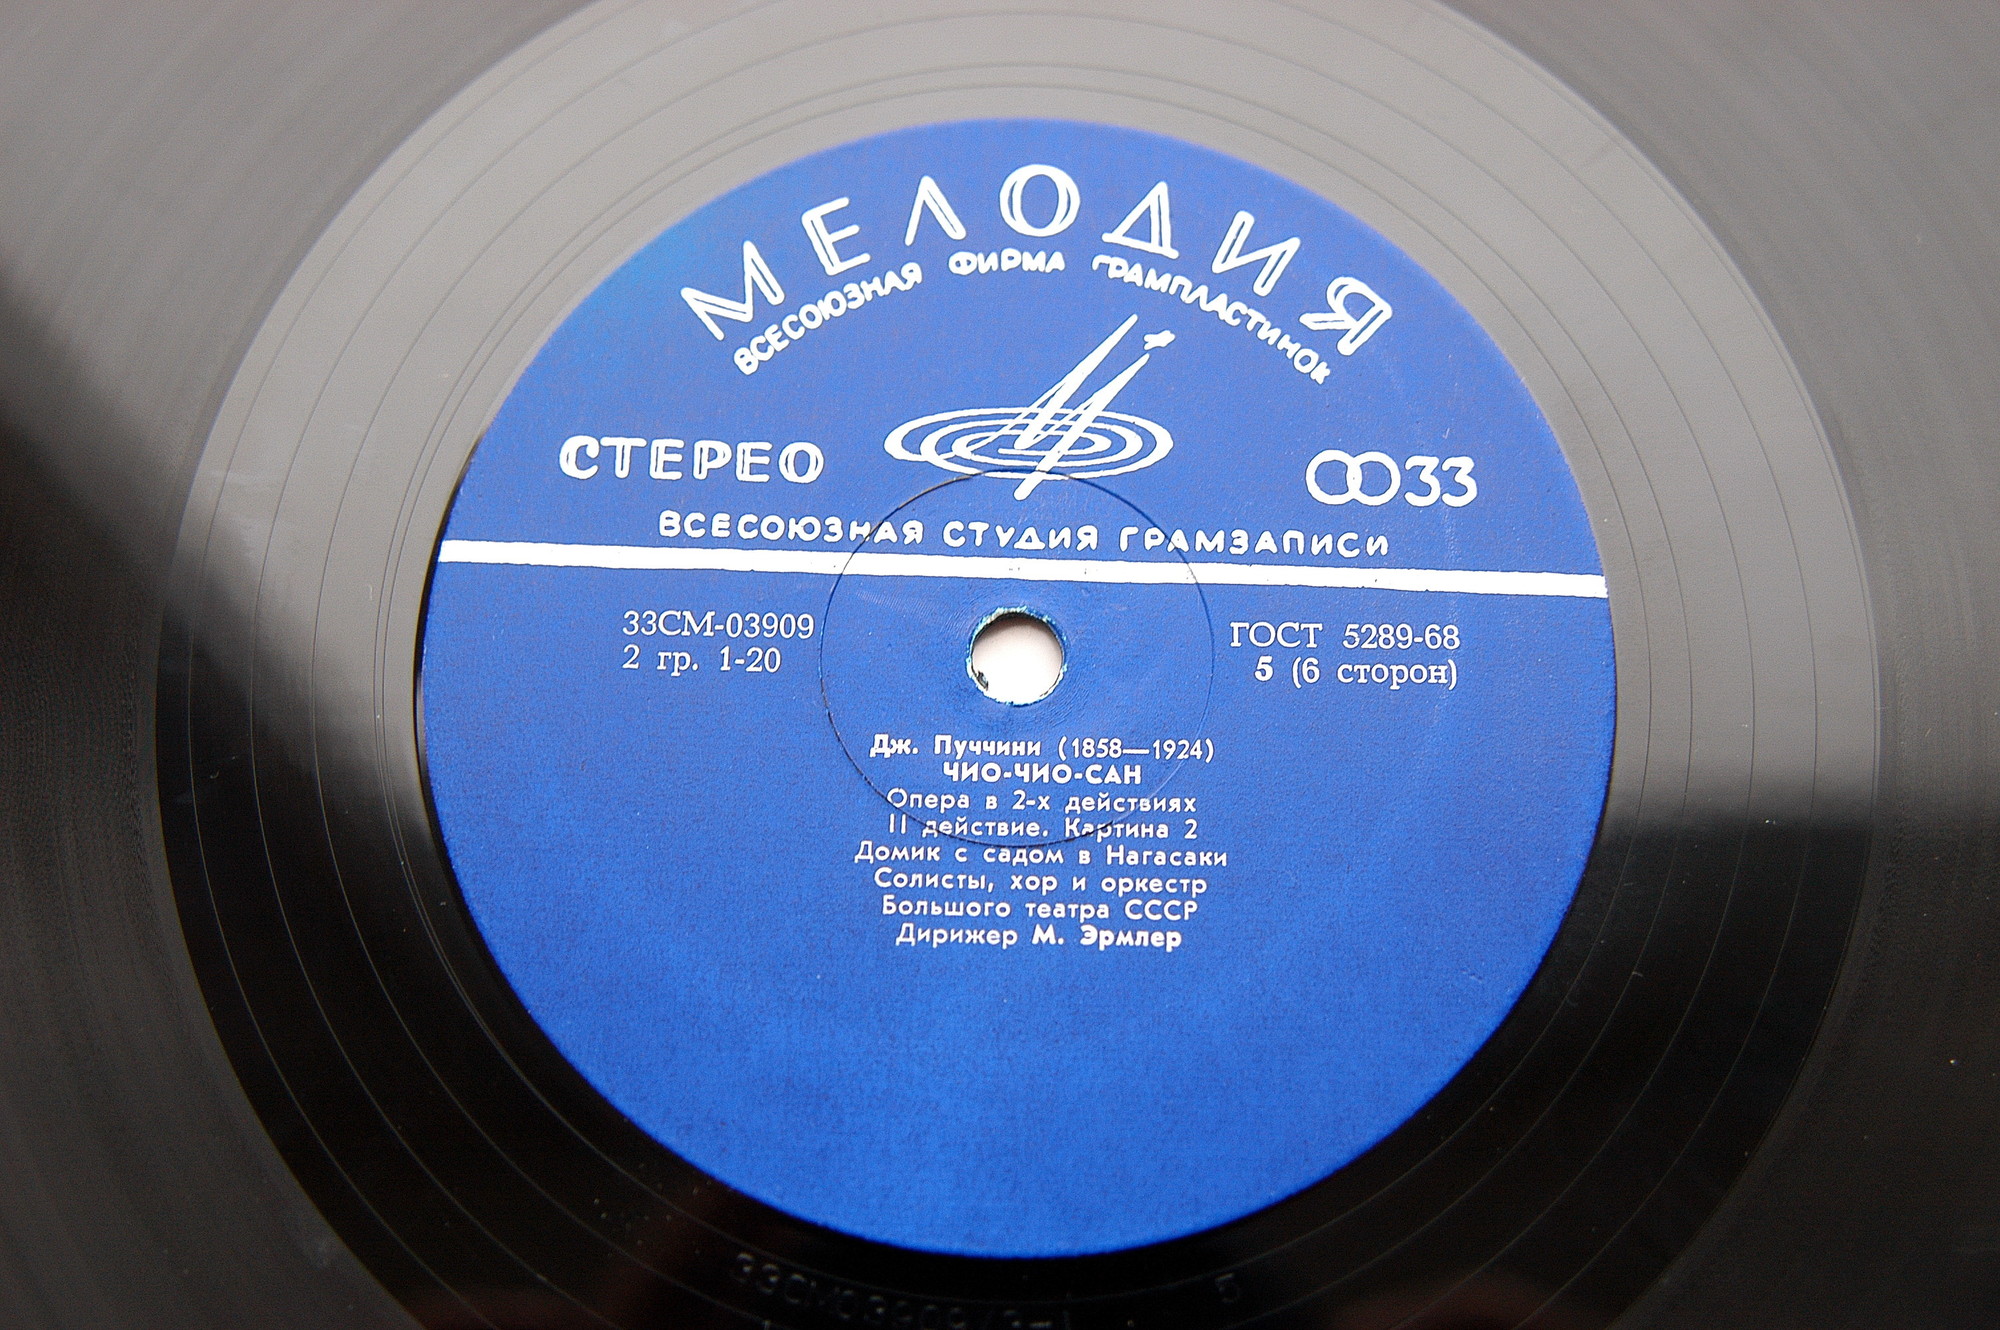 МЕЛОДИЯ
ВСЕСОЮЗНАЯ ФИРМА ГРАМПЛАСТИНОК
СТЕРЕО
33
ВСЕСОЮЗНАЯ СТУДИЯ ГРАМЗАПИСИ
33СМ-03909
2 гр. 1-20
ГОСТ 5289-68
5 (6 сторон)
Дж. Пуччини (1858—1924)
ЧИО-ЧИО-САН
Опера в 2-х действиях
II действие. Картина 2
Домик с садом в Нагасаки
Солисты, хор и оркестр
Большого театра СССР
Дирижер М. Эрмлер
5